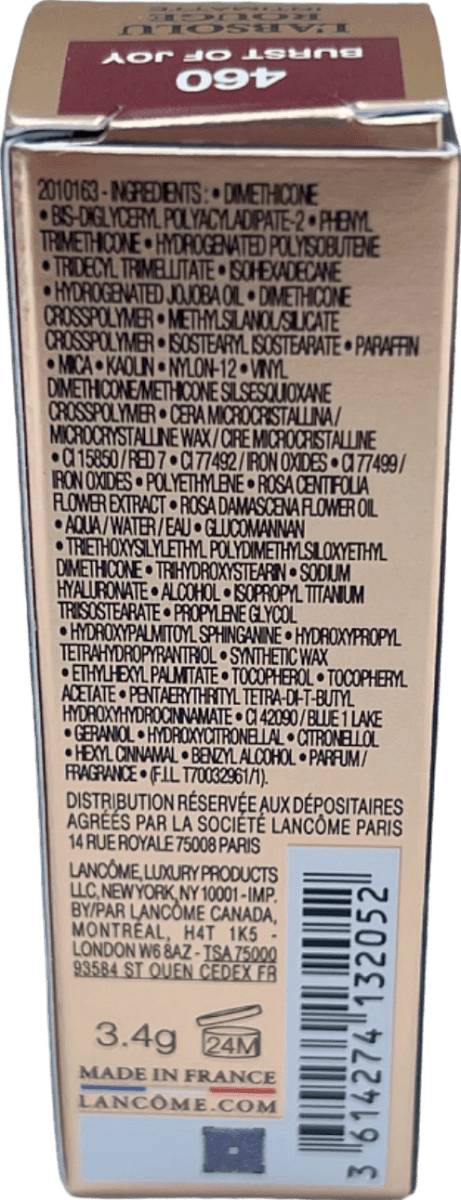 L'ABSOLU
ROUGE
INTIMATTE
BURST OF JOY
460
2010163 - INGREDIENTS : • DIMETHICONE
• BIS-DIGLYCERYL POLYACYLADIPATE-2 • PHENYL
TRIMETHICONE • HYDROGENATED POLYISOBUTENE
• TRIDECYL TRIMELLITATE • ISOHEXADECANE
• HYDROGENATED JOJOBA OIL • DIMETHICONE
CROSSPOLYMER • METHYLSILANOL/SILICATE
CROSSPOLYMER • ISOSTEARYL ISOSTEARATE • PARAFFIN
• MICA • KAOLIN • NYLON-12 • VINYL
DIMETHICONE/METHICONE SILSESQUIOXANE
CROSSPOLYMER • CERA MICROCRISTALLINA /
MICROCRYSTALLINE WAX / CIRE MICROCRISTALLINE
• CI 15850 / RED 7 • CI 77492 / IRON OXIDES • CI 77499 /
IRON OXIDES • POLYETHYLENE • ROSA CENTIFOLIA
FLOWER EXTRACT • ROSA DAMASCENA FLOWER OIL
• AQUA / WATER / EAU • GLUCOMANNAN
• TRIETHOXYSILYLETHYL POLYDIMETHYLSILOXYETHYL
DIMETHICONE • TRIHYDROXYSTEARIN • SODIUM
HYALURONATE • ALCOHOL • ISOPROPYL TITANIUM
TRIISOSTEARATE • PROPYLENE GLYCOL
• HYDROXYPALMITOYL SPHINGANINE • HYDROXYPROPYL
TETRAHYDROPYRANTRIOL • SYNTHETIC WAX
• ETHYLHEXYL PALMITATE • TOCOPHEROL • TOCOPHERYL
ACETATE • PENTAERYTHRITYL TETRA-DI-T-BUTYL
HYDROXYHYDROCINNAMATE • CI 42090 / BLUE 1 LAKE
• GERANIOL • HYDROXYCITRONELLAL • CITRONELLOL
• HEXYL CINNAMAL • BENZYL ALCOHOL • PARFUM /
FRAGRANCE • (F.I.L. T70032961/1).
DISTRIBUTION RÉSERVÉE AUX DÉPOSITAIRES
AGRÉÉS PAR LA SOCIÉTÉ LANCÔME PARIS
14 RUE ROYALE 75008 PARIS
LANCÔME, LUXURY PRODUCTS
LLC, NEW YORK, NY 10001 - IMP.
BY/PAR LANCÔME CANADA,
MONTRÉAL, H4T 1K5 -
LONDON W6 8AZ - TSA 75000
93584 ST OUEN CEDEX FR
3.4g
24M
MADE IN FRANCE
LANCÔME.COM
3 614274 132052